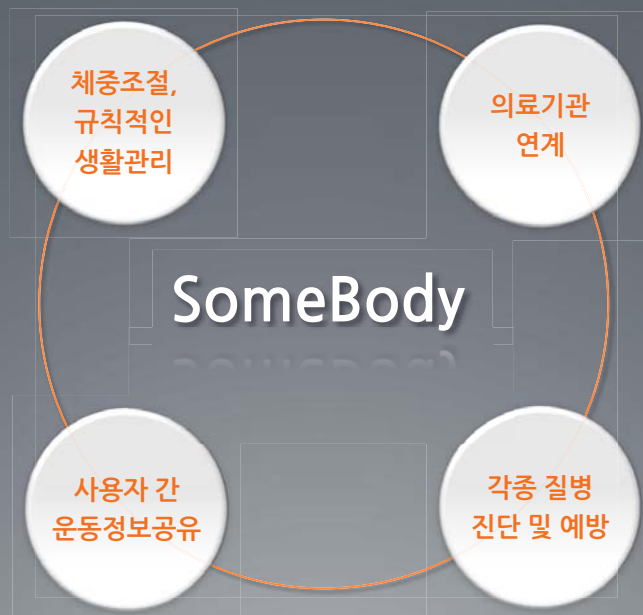 체중조절,
규칙적인
생활관리
의료기관
연계
SomeBody
사용자 간
운동정보공유
각종 질병
진단 및 예방